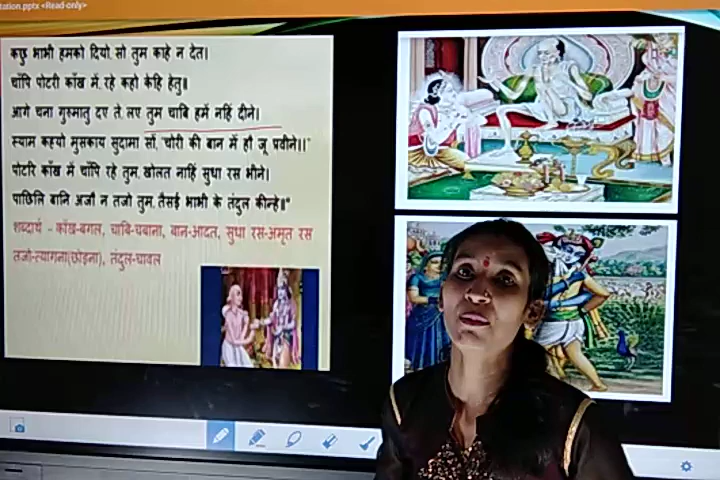 tation.pptx <Read-only>
कछु भाभी हमको दियो, सो तुम काहे न देत।
चाँपि पोटरी काँख में, रहे कहो केहि हेतु॥
आगे चना गुरुमातु दए ते, लए तुम चाबि हमें नहिं दीने।
स्याम कह्यो मुसकाय सुदामा सों, "चोरी की बान में हौ जू प्रवीने।।"
पोटरि काँख में चाँपि रहे तुम, खोलत नाहिं सुधा रस भीने।
पाछिलि बानि अजौ न तजो तुम, तैसई भाभी के तंदुल कीन्हे॥"
शब्दार्थ - काँख-बगल, चाबि-चबाना, बान-आदत, सुधा रस-अमृत रस
तजो-त्यागना(छोड़ना), तंदुल-चावल